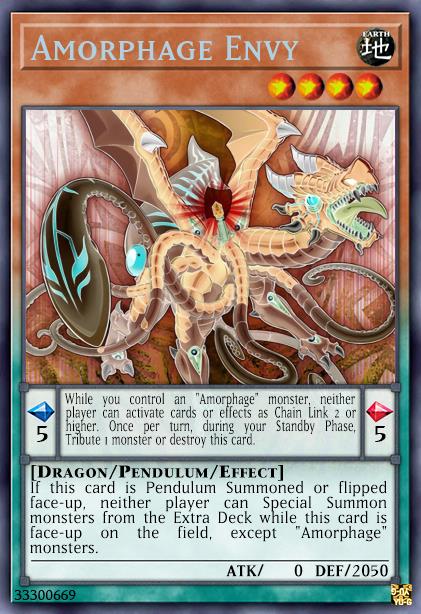 Amorphage Envy
EARTH
地
While you control an "Amorphage" monster, neither
player can activate cards or effects as Chain Link 2 or
higher. Once per turn, during your Standby Phase,
Tribute 1 monster or destroy this card.
5
5
[Dragon/Pendulum/Effect]
If this card is Pendulum Summoned or flipped
face-up, neither player can Special Summon
monsters from the Extra Deck while this card is
face-up on the field, except "Amorphage"
monsters.
ATK/ 0 DEF/2050
33300669